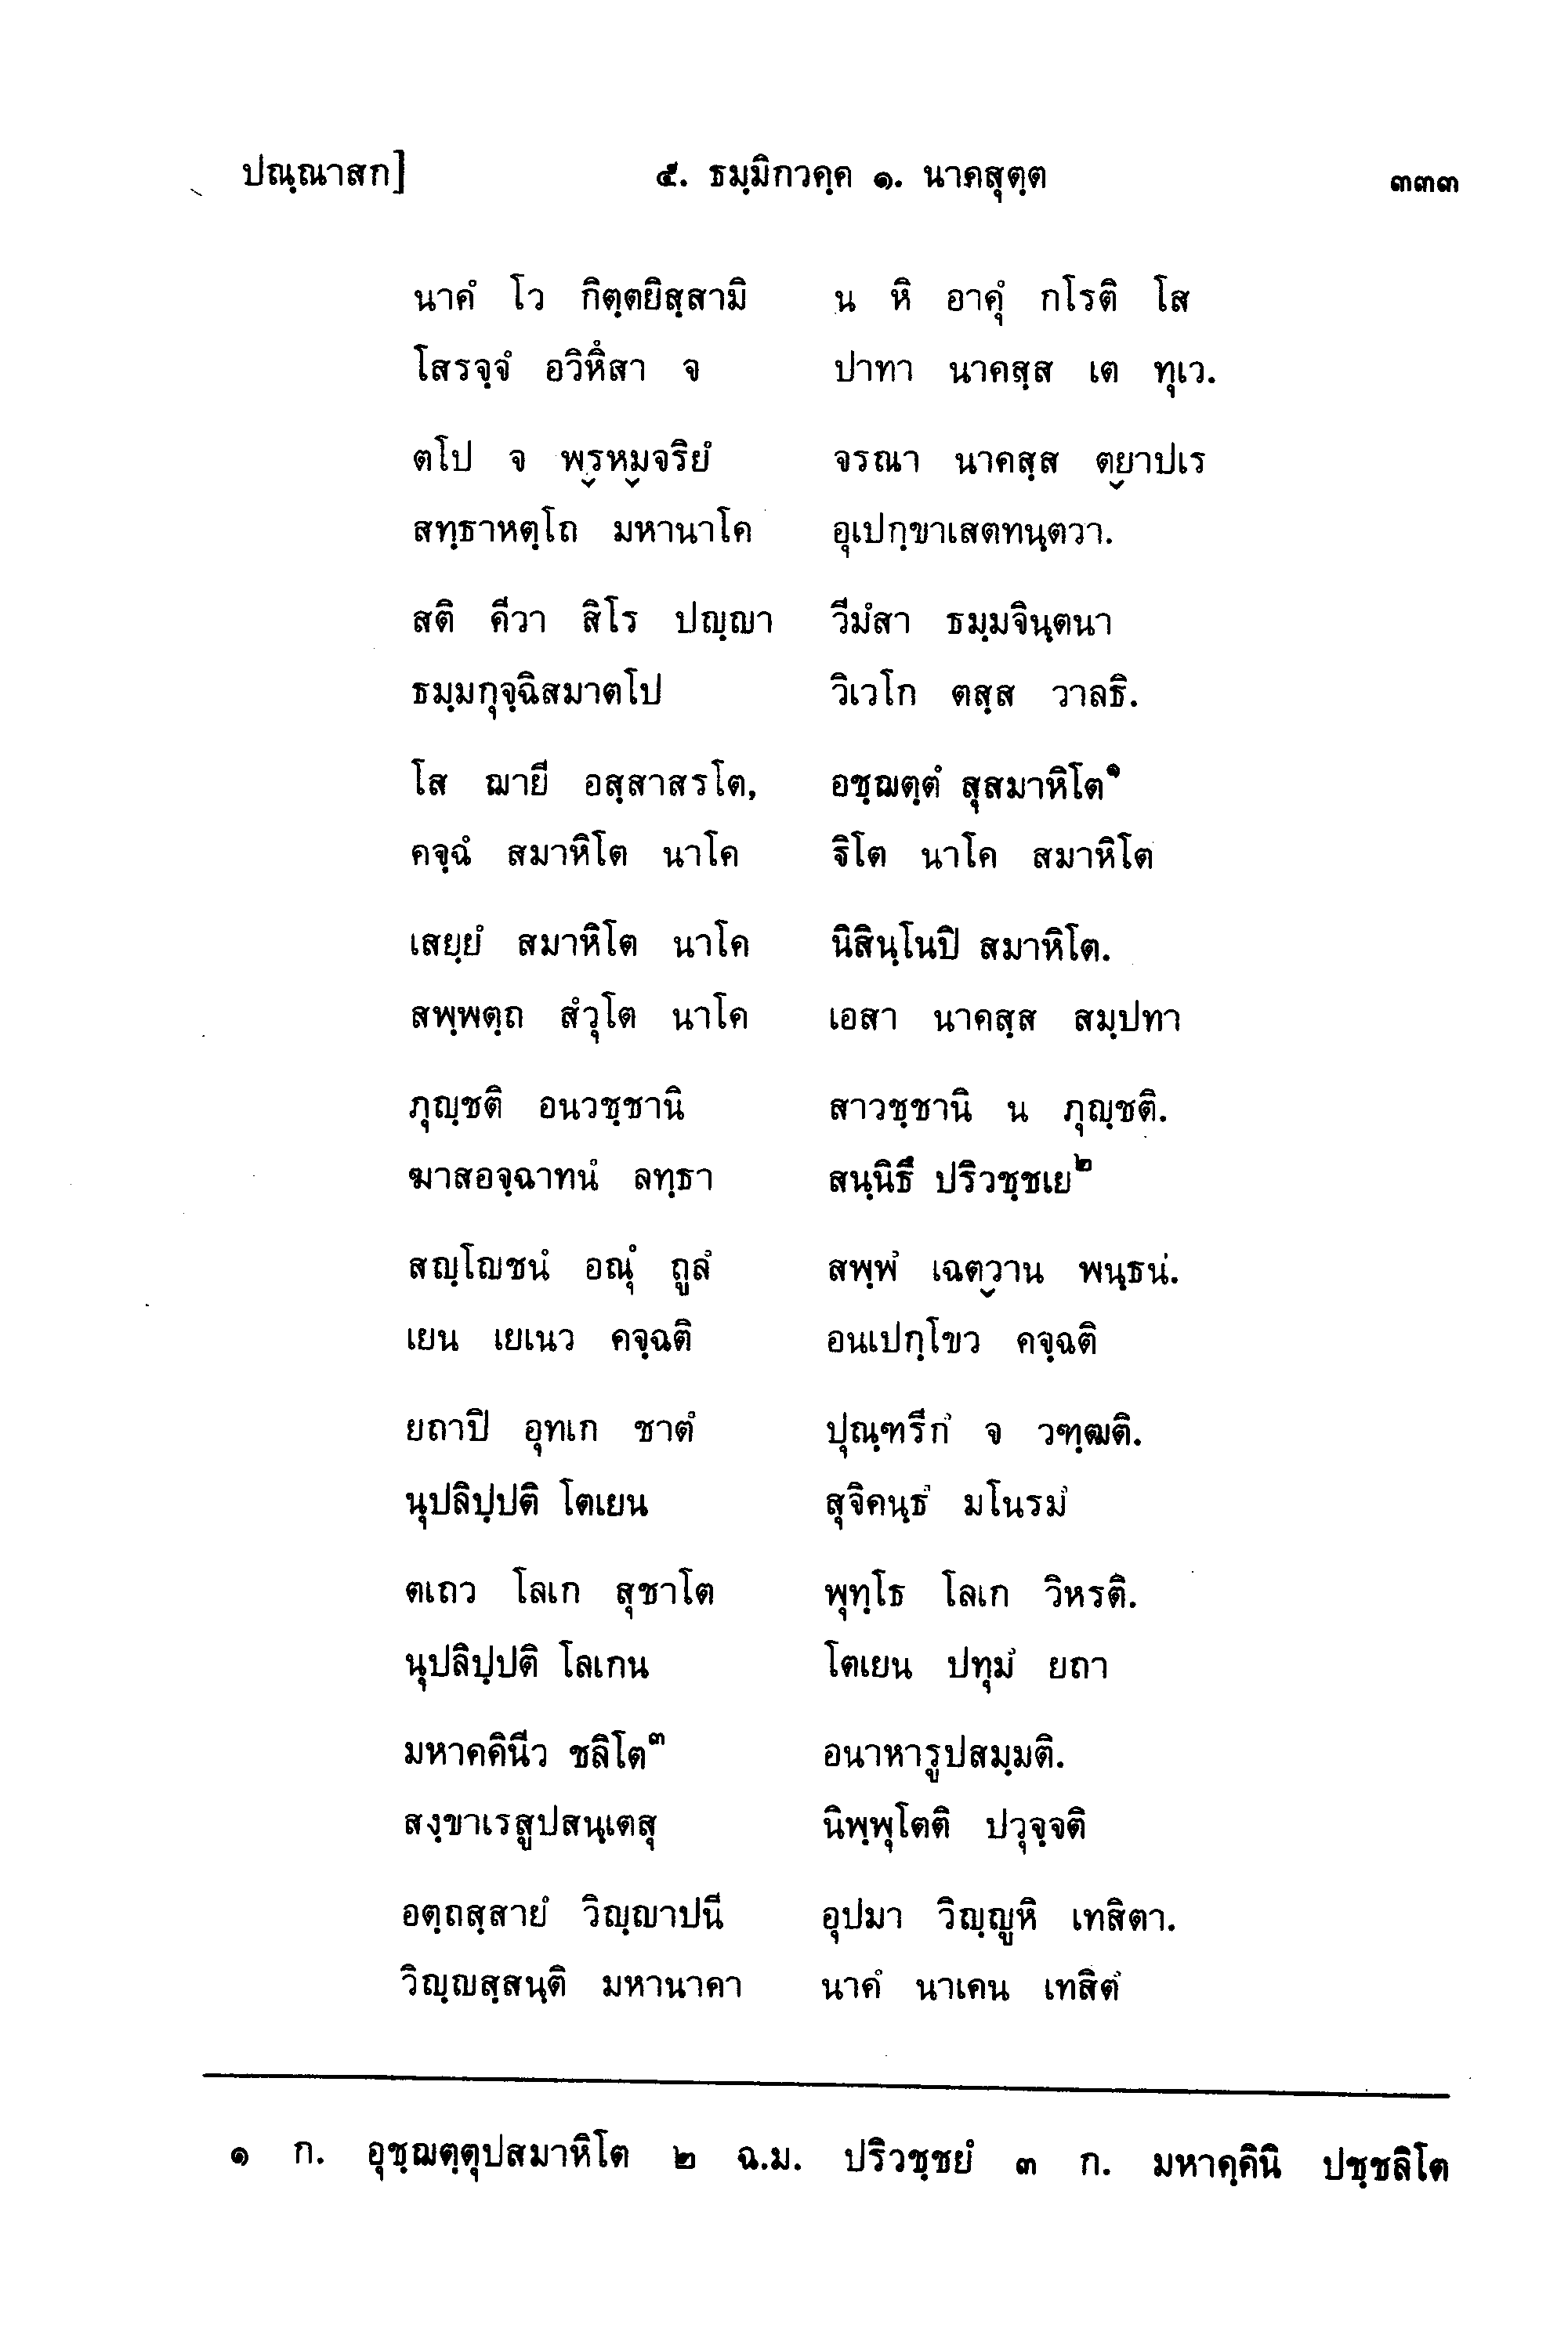 ปณฺณาสก] ๕. ธมฺมิกวคฺค ๑. นาคสุตฺต ๓๓๓
นาคํ โว กิตฺตยิสฺสามิ น หิ อาคุํ กโรติ โส
โสรจฺจํ อวิหึสา จ ปาทา นาคสฺส เต ทุเว.
ตโป จ พฺรหฺมจริยํ จรณา นาคสฺส ตฺยาปเร
สทฺธาหตฺโถ มหานาโค อุเปกฺขาเสตทนฺตวา.
สติ คีวา สิโร ปญฺญา วีมํสา ธมฺมจินฺตนา
ธมฺมกุจฺฉิสมาตโป วิเวโก ตสฺส วาลธิ.
โส ฌายี อสฺสาสรโต, อชฺฌตฺตํ สุสมาหิโต๑
คจฺฉํ สมาหิโต นาโค ฐิโต นาโค สมาหิโต
เสยฺยํ สมาหิโต นาโค นิสินฺโนปิ สมาหิโต.
สพฺพตฺถ สํวุโต นาโค เอสา นาคสฺส สมฺปทา
ภุญฺชติ อนวชฺชานิ สาวชฺชานิ น ภุญฺชติ.
ฆาสอจฺฉาทนํ ลทฺธา สนฺนิธึ ปริวชฺชเย๒
สญฺโญชนํ อณุํ ถูลํ สพฺพํ เฉตฺวาน พนฺธนํ.
เยน เยเนว คจฺฉติ อนเปกฺโขว คจฺฉติ
ยถาปิ อุทเก ชาตํ ปุณฺฑรีกํ จ วฑฺฒติ.
นุปลิปฺปติ โตเยน สุจิคนฺธํ มโนรมํ
ตเถว โลเก สุชาโต พุทฺโธ โลเก วิหรติ.
นุปลิปฺปติ โลเกน โตเยน ปทุมํ ยถา
มหาคคินีว ชลิโต๓ อนาหารูปสมฺมติ.
สงฺขาเรสูปสนฺเตสุ นิพฺพุโตติ ปวุจฺจติ
อตฺถสฺสายํ วิญฺญาปนี อุปมา วิญฺญูหิ เทสิตา.
วิญฺญสฺสนฺติ มหานาคา นาคํ นาเคน เทสิตํ
๑ ก. อุชฺฌตฺตุปสมาหิโต ๒ ฉ.ม. ปริวชฺชยํ ๓ ก. มหาคฺคินิ ปชฺชลิโต